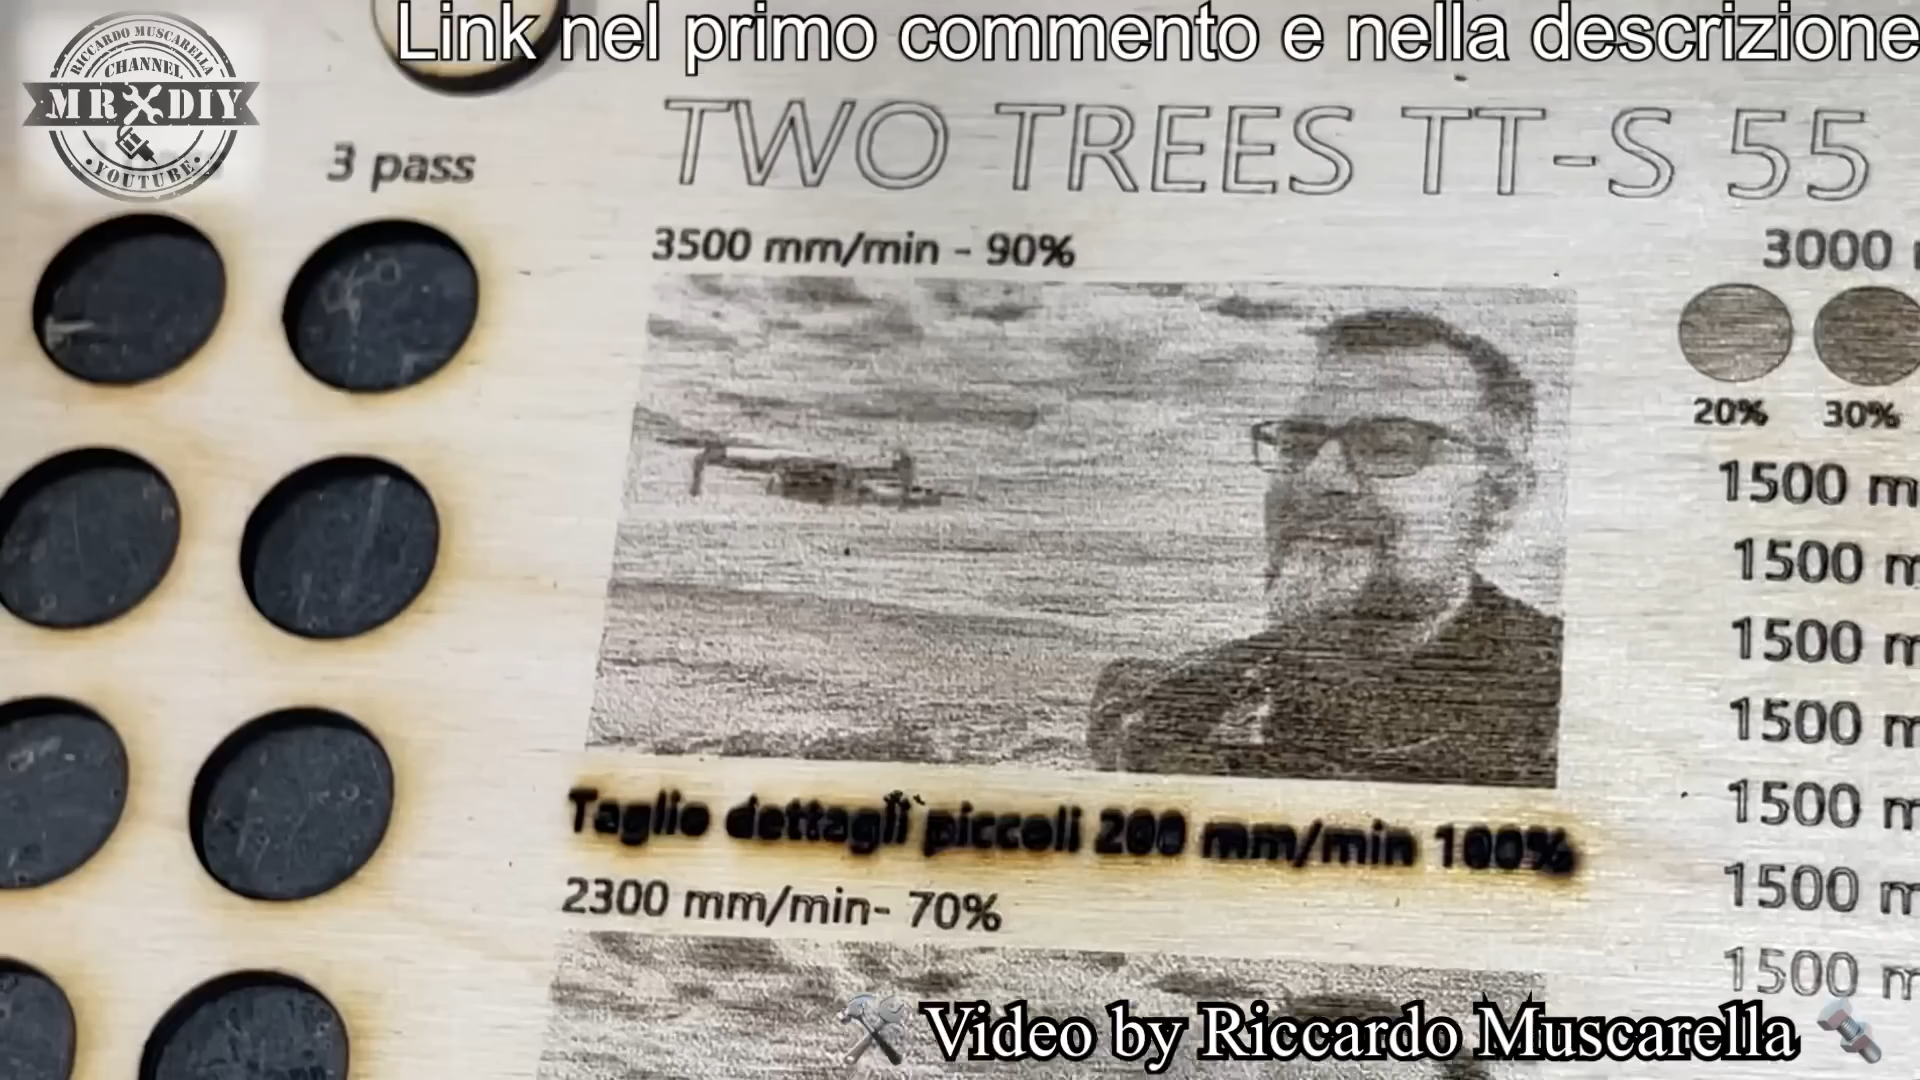 Link nel primo commento e nella descrizione
RICCARDO MUSCARELLA
CHANNEL
MR DIY
YOUTUBE
3 pass
TWO TREES TT-S 55
3500 mm/min - 90%
3000
20% 30%
1500 m
1500 m
1500 m
1500 m
1500 m
1500 m
1500 m
Taglio dettagli piccoli 200 mm/min 100%
2300 mm/min- 70%
Video by Riccardo Muscarella